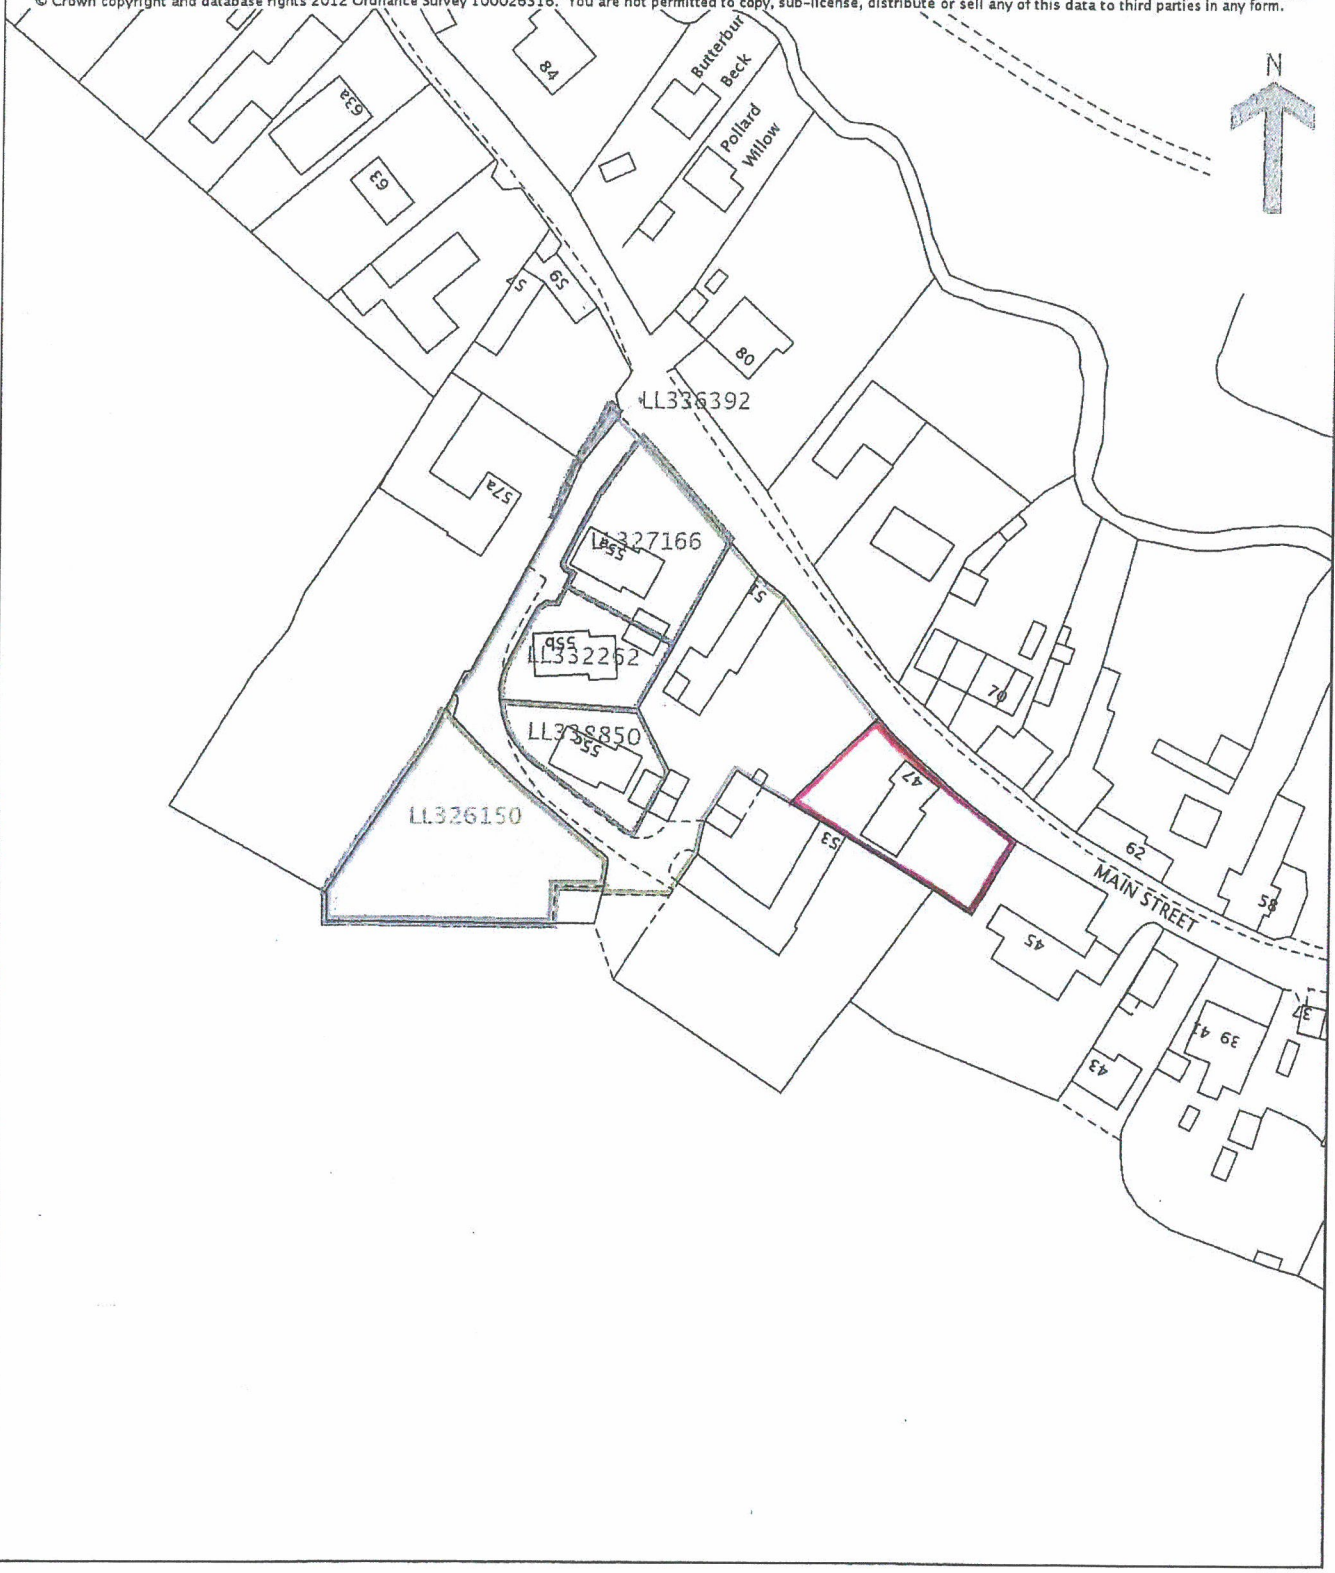 © Crown copyright and database rights 2012 Ordnance Survey 100026316. You are not permitted to copy, sub-license, distribute or sell any of this data to third parties in any form.
N
84
Butterbur
Beck
63a
Pollard
Willow
63
59
57
80
LL336392
57a
LL327166
55a
51
LL332262
55b
70
LL338850
55c
47
LL326150
53
62
MAIN STREET
58
45
37
41
39
43